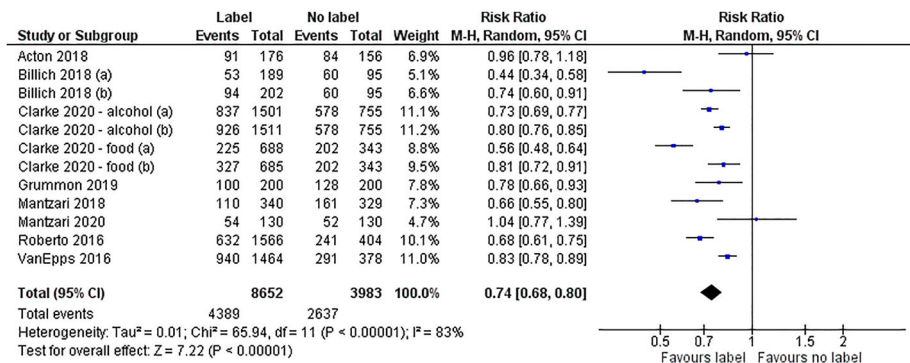 Label No label Risk Ratio Risk Ratio
Study or Subgroup Events Total Events Total Weight M-H, Random, 95% CI M-H, Random, 95% CI
Acton 2018 91 176 84 156 6.9% 0.96 [0.78, 1.18]
Billich 2018 (a) 53 189 60 95 5.1% 0.44 [0.34, 0.58]
Billich 2018 (b) 94 202 60 95 6.8% 0.74 [0.60, 0.91]
Clarke 2020 - alcohol (a) 837 1501 578 755 11.1% 0.73 [0.69, 0.77]
Clarke 2020 - alcohol (b) 926 1511 578 755 11.2% 0.80 [0.76, 0.85]
Clarke 2020 - food (a) 225 688 202 343 8.8% 0.56 [0.48, 0.64]
Clarke 2020 - food (b) 327 685 202 343 9.5% 0.81 [0.72, 0.91]
Grummon 2019 100 200 128 200 7.8% 0.78 [0.66, 0.93]
Mantzari 2018 110 340 161 329 7.3% 0.66 [0.55, 0.80]
Mantzari 2020 54 130 52 130 4.7% 1.04 [0.77, 1.39]
Roberto 2016 632 1566 241 404 10.0% 0.68 [0.61, 0.75]
VanEpps 2016 940 1464 291 378 11.0% 0.83 [0.78, 0.89]
Total (95% CI) 8652 3983 100.0% 0.74 [0.68, 0.80]
Total events 4389 2637
Heterogeneity: Tau² = 0.01; Chi² = 65.94, df = 11 (P < 0.00001); I² = 83%
Test for overall effect: Z = 7.22 (P < 0.00001)
0.5 0.7 1 1.5 2
Favours label Favours no label